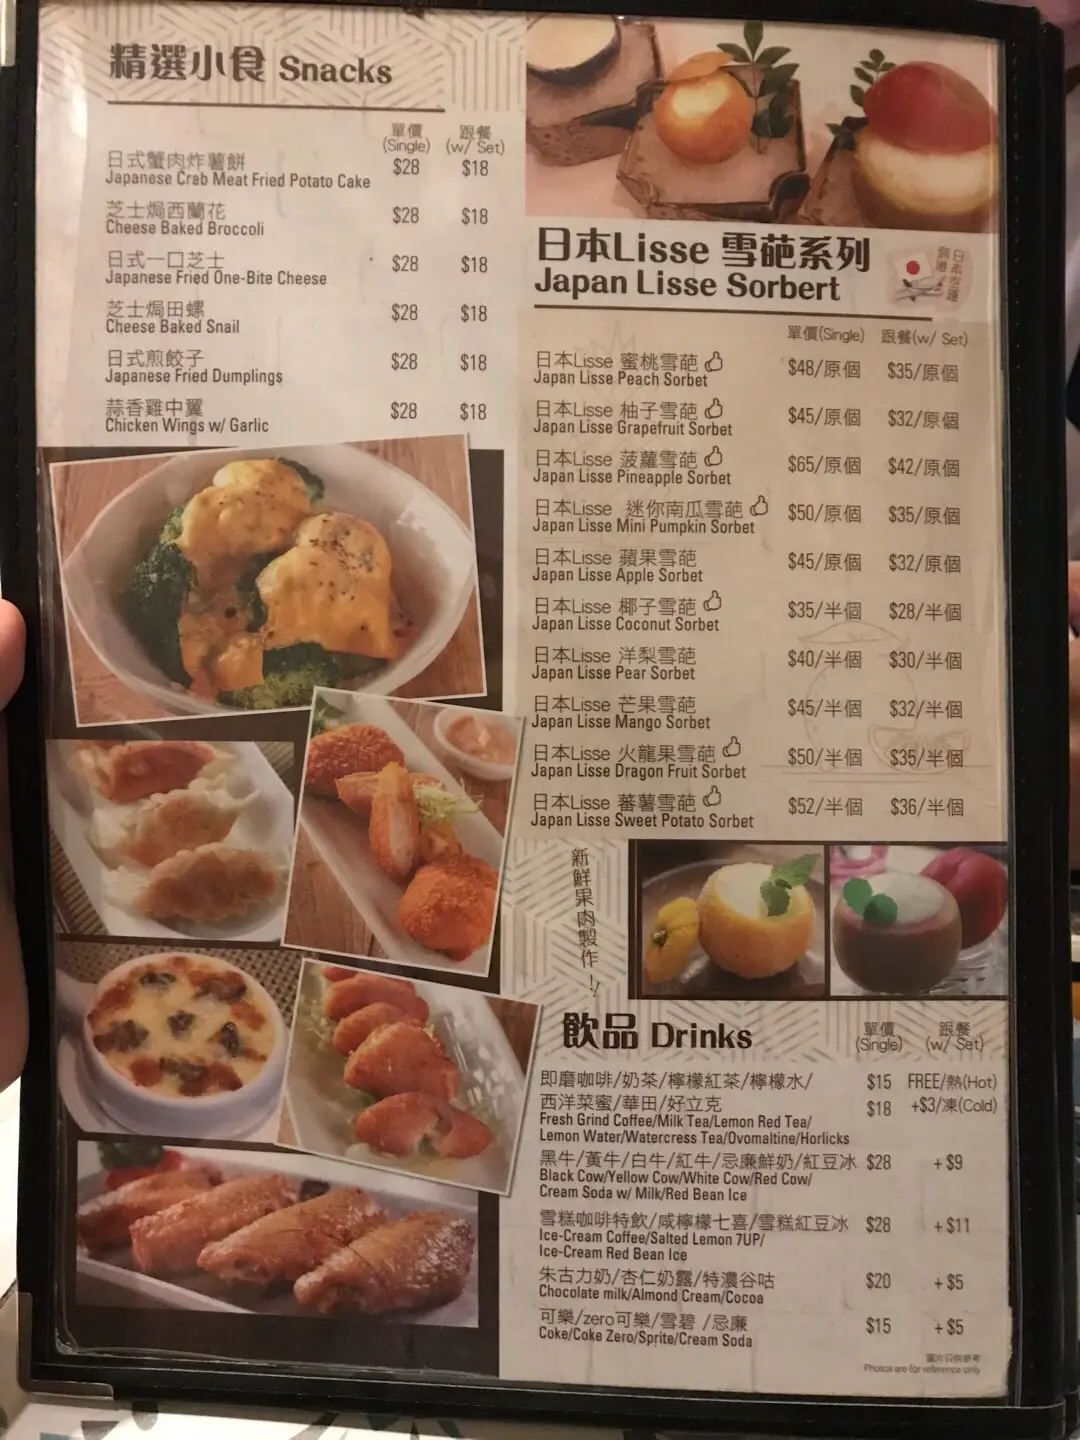 精選小食 Snacks
單價 跟餐
(Single) (w/ Set)
日式蟹肉炸薯餅 $28 $18
Japanese Crab Meat Fried Potato Cake
芝士焗西蘭花 $28 $18
Cheese Baked Broccoli
日式一口芝士 $28 $18
Japanese Fried One-Bite Cheese
芝士焗田螺 $28 $18
Cheese Baked Snail
日式煎餃子 $28 $18
Japanese Fried Dumplings
蒜香雞中翼 $28 $18
Chicken Wings w/ Garlic
日本Lisse 雪葩系列
Japan Lisse Sorbert
日本空運
到港
單價(Single) 跟餐(w/ Set)
日本Lisse 蜜桃雪葩 $48/原個 $35/原個
Japan Lisse Peach Sorbet
日本Lisse 柚子雪葩 $45/原個 $32/原個
Japan Lisse Grapefruit Sorbet
日本Lisse 菠蘿雪葩 $65/原個 $42/原個
Japan Lisse Pineapple Sorbet
日本Lisse 迷你南瓜雪葩 $50/原個 $35/原個
Japan Lisse Mini Pumpkin Sorbet
日本Lisse 蘋果雪葩 $45/原個 $32/原個
Japan Lisse Apple Sorbet
日本Lisse 椰子雪葩 $35/半個 $28/半個
Japan Lisse Coconut Sorbet
日本Lisse 洋梨雪葩 $40/半個 $30/半個
Japan Lisse Pear Sorbet
日本Lisse 芒果雪葩 $45/半個 $32/半個
Japan Lisse Mango Sorbet
日本Lisse 火龍果雪葩 $50/半個 $35/半個
Japan Lisse Dragon Fruit Sorbet
日本Lisse 蕃薯雪葩 $52/半個 $36/半個
Japan Lisse Sweet Potato Sorbet
新鮮果肉製作！
飲品 Drinks
單價 跟餐
(Single) (w/ Set)
即磨咖啡/奶茶/檸檬紅茶/檸檬水/ $15 FREE/熱(Hot)
西洋菜蜜/華田/好立克 $18 +$3/凍(Cold)
Fresh Grind Coffee/Milk Tea/Lemon Red Tea/
Lemon Water/Watercress Tea/Ovomaltine/Horlicks
黑牛/黃牛/白牛/紅牛/忌廉鮮奶/紅豆冰 $28 + $9
Black Cow/Yellow Cow/White Cow/Red Cow/
Cream Soda w/ Milk/Red Bean Ice
雪糕咖啡特飲/咸檸檬七喜/雪糕紅豆冰 $28 + $11
Ice-Cream Coffee/Salted Lemon 7UP/
Ice-Cream Red Bean Ice
朱古力奶/杏仁奶露/特濃谷咕 $20 + $5
Chocolate milk/Almond Cream/Cocoa
可樂/zero可樂/雪碧 /忌廉 $15 + $5
Coke/Coke Zero/Sprite/Cream Soda
圖片只供參考
Photos are for reference only